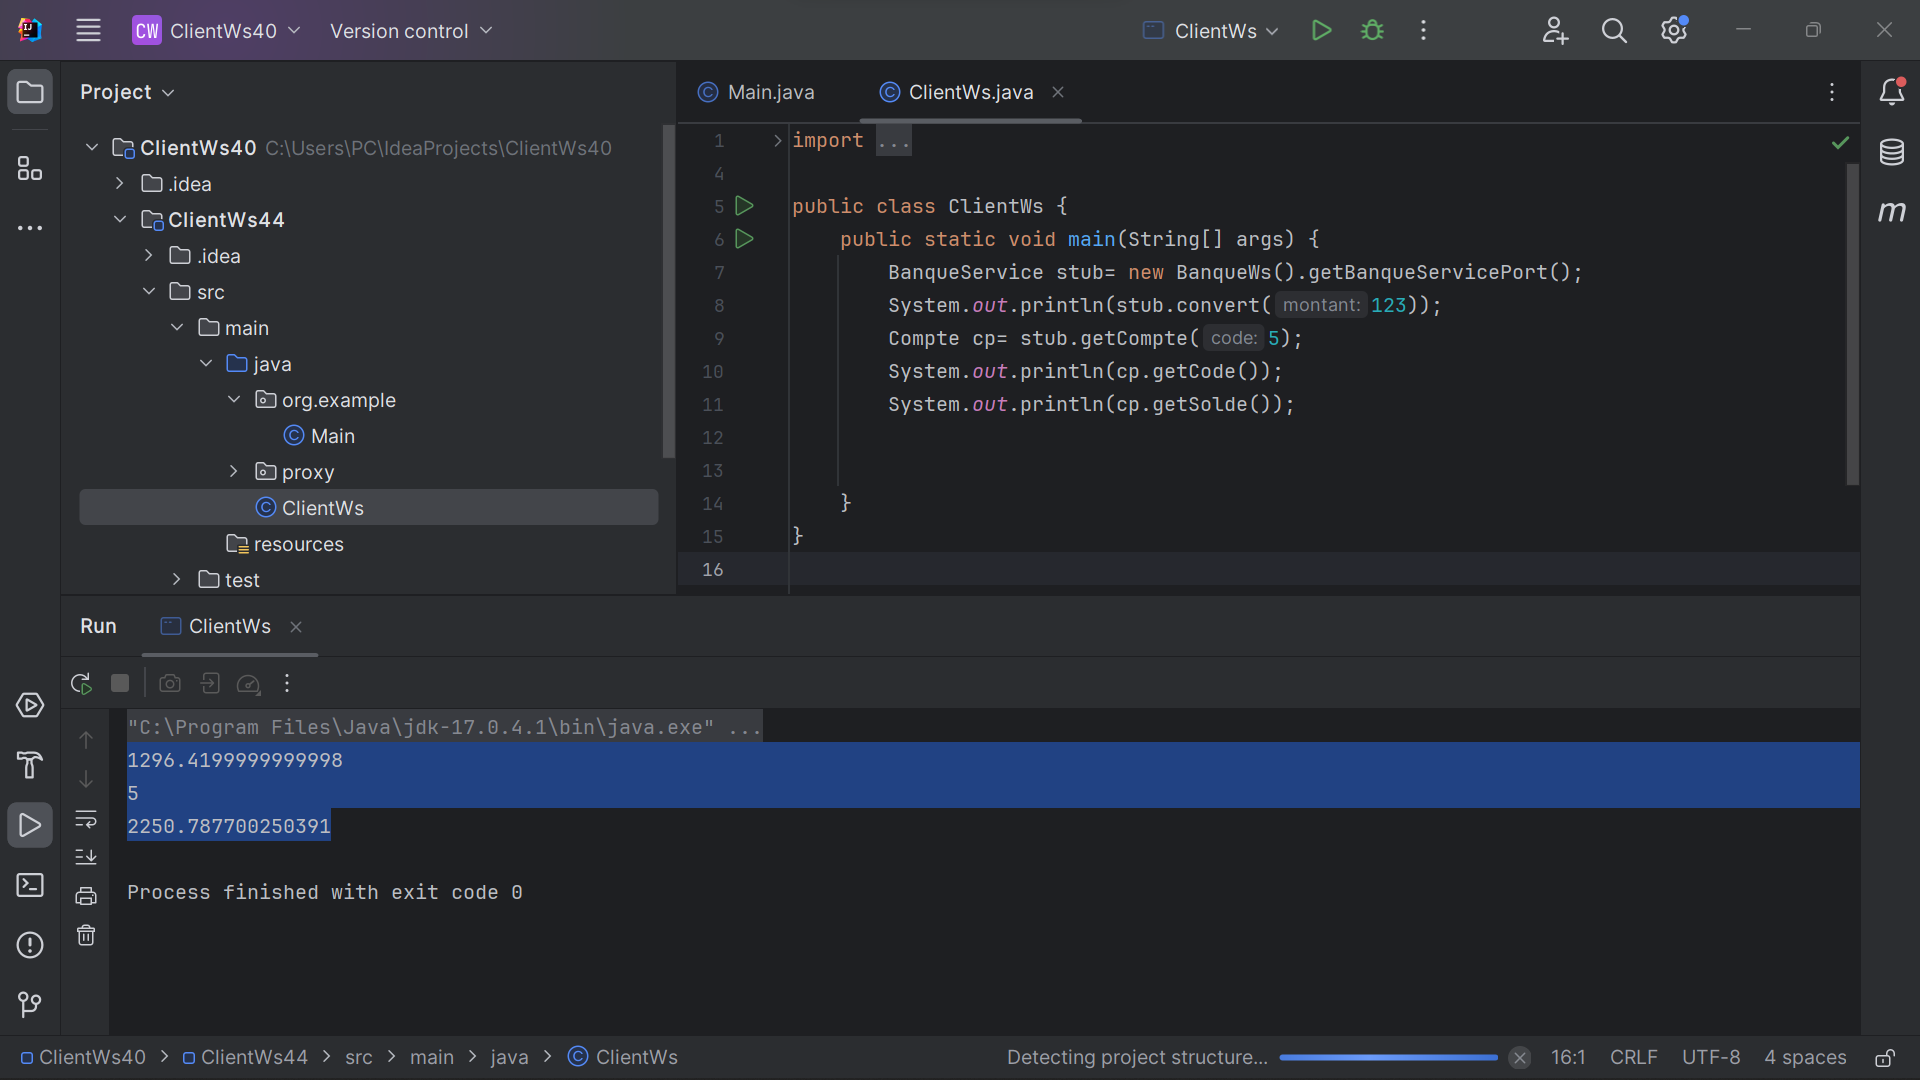 CW ClientWs40 Version control ClientWs
Project
ClientWs40 C:\Users\PC\IdeaProjects\ClientWs40
.idea
ClientWs44
.idea
src
main
java
org.example
Main
proxy
ClientWs
resources
test
Main.java ClientWs.java
1 import ...
4
5 public class ClientWs {
6 public static void main(String[] args) {
7 BanqueService stub= new BanqueWs().getBanqueServicePort();
8 System.out.println(stub.convert( montant: 123));
9 Compte cp= stub.getCompte( code: 5);
10 System.out.println(cp.getCode());
11 System.out.println(cp.getSolde());
12
13
14 }
15 }
16
m
Run ClientWs
"C:\Program Files\Java\jdk-17.0.4.1\bin\java.exe" ...
1296.4199999999998
5
2250.787700250391
Process finished with exit code 0
ClientWs40 > ClientWs44 > src > main > java > ClientWs Detecting project structure... 16:1 CRLF UTF-8 4 spaces